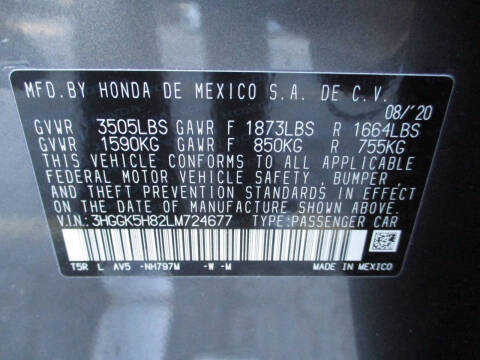 MFD.BY HONDA DE MEXICO S.A. DE C.V.
08/'20
GVWR 3505LBS GAWR F 1873LBS R 1664LBS
GVWR 1590KG GAWR F 850KG R 755KG
THIS VEHICLE CONFORMS TO ALL APPLICABLE
FEDERAL MOTOR VEHICLE SAFETY, BUMPER
AND THEFT PREVENTION STANDARDS IN EFFECT
ON THE DATE OF MANUFACTURE SHOWN ABOVE.
V.I.N.: 3HGGK5H82LM724677 TYPE:PASSENGER CAR
T5R L AV5 -NH797M -W -M MADE IN MEXICO